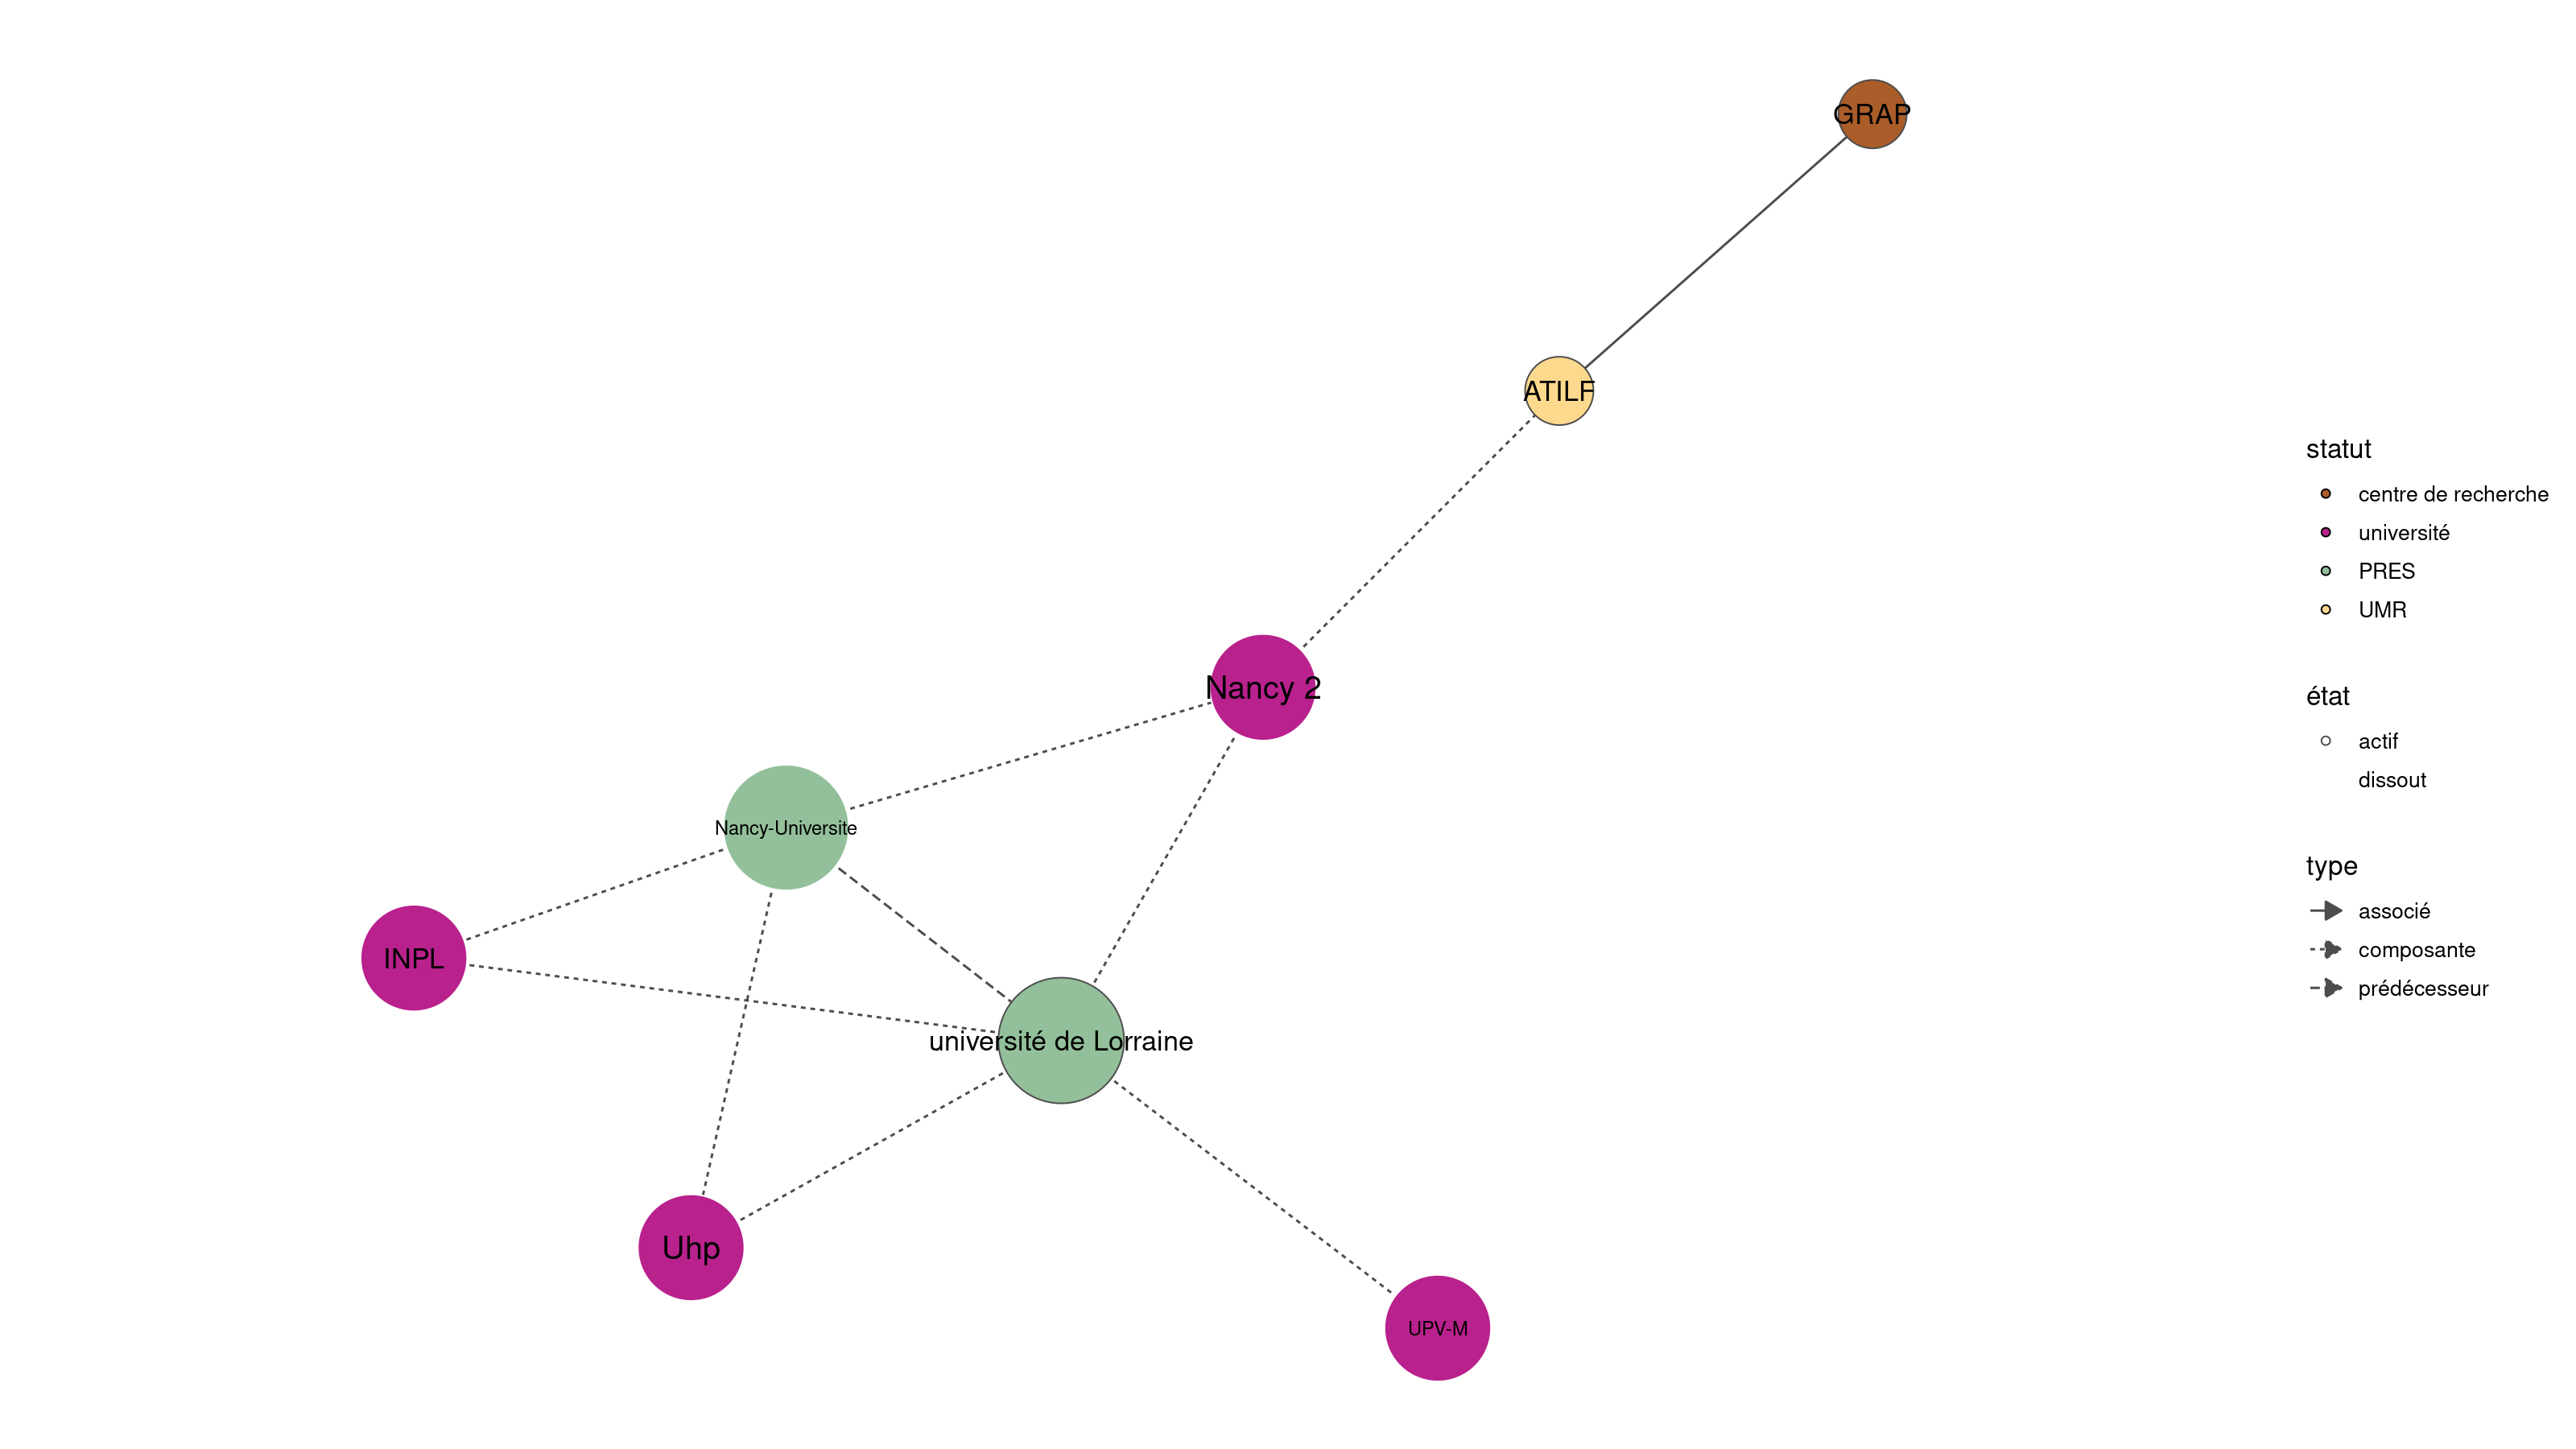 GRAP
ATILF
Nancy 2
Nancy-Universite
INPL
université de Lorraine
Uhp
UPV-M
statut
centre de recherche
université
PRES
UMR
état
actif
dissout
type
associé
composante
prédécesseur